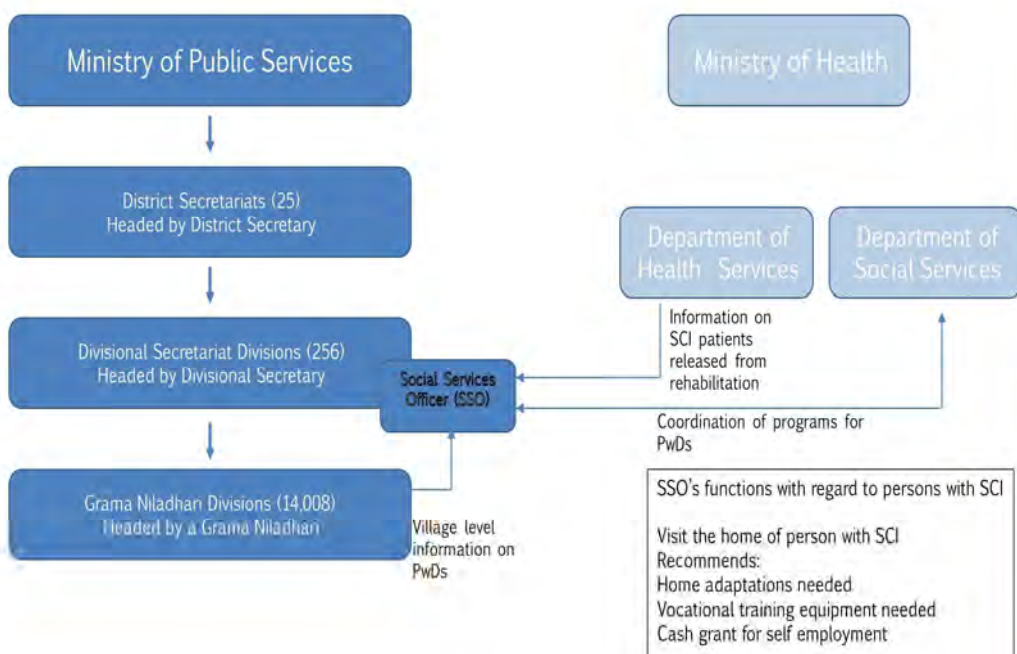 Ministry of Public Services
Ministry of Health
District Secretariats (25)
Headed by District Secretary
Department of
Health Services
Department of
Social Services
Divisional Secretariat Divisions (256)
Headed by Divisional Secretary
Social Services
Officer (SSO)
Information on
SCI patients
released from
rehabilitation
Coordination of programs for
PwDs
Grama Niladhari Divisions (14,008)
Headed by a Grama Niladhari
Village level
information on
PwDs
SSO's functions with regard to persons with SCI
Visit the home of person with SCI
Recommends:
Home adaptations needed
Vocational training equipment needed
Cash grant for self employment